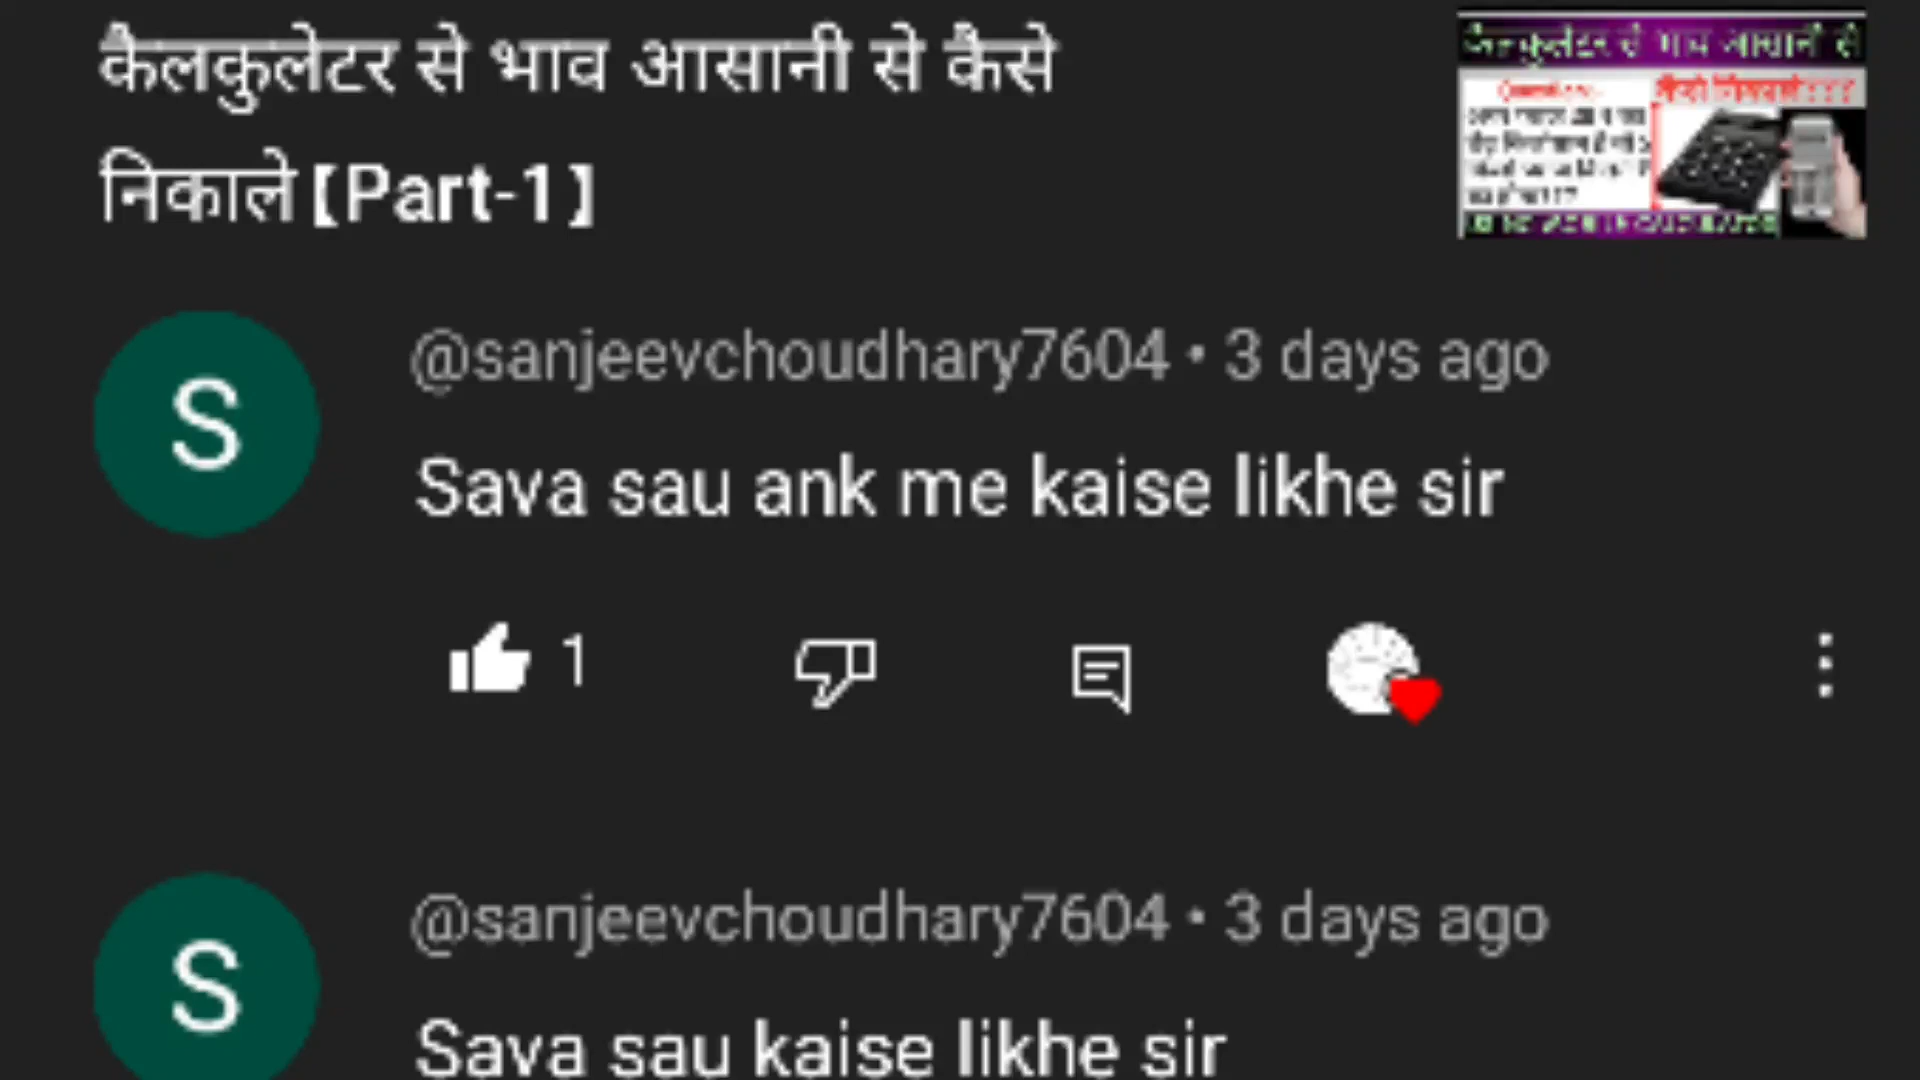 कैलकुलेटर से भाव आसानी से कैसे
निकाले【Part-1】
@sanjeevchoudhary7604 • 3 days ago
S
Sava sau ank me kaise likhe sir
1
@sanjeevchoudhary7604 • 3 days ago
S
Sava sau kaise likhe sir